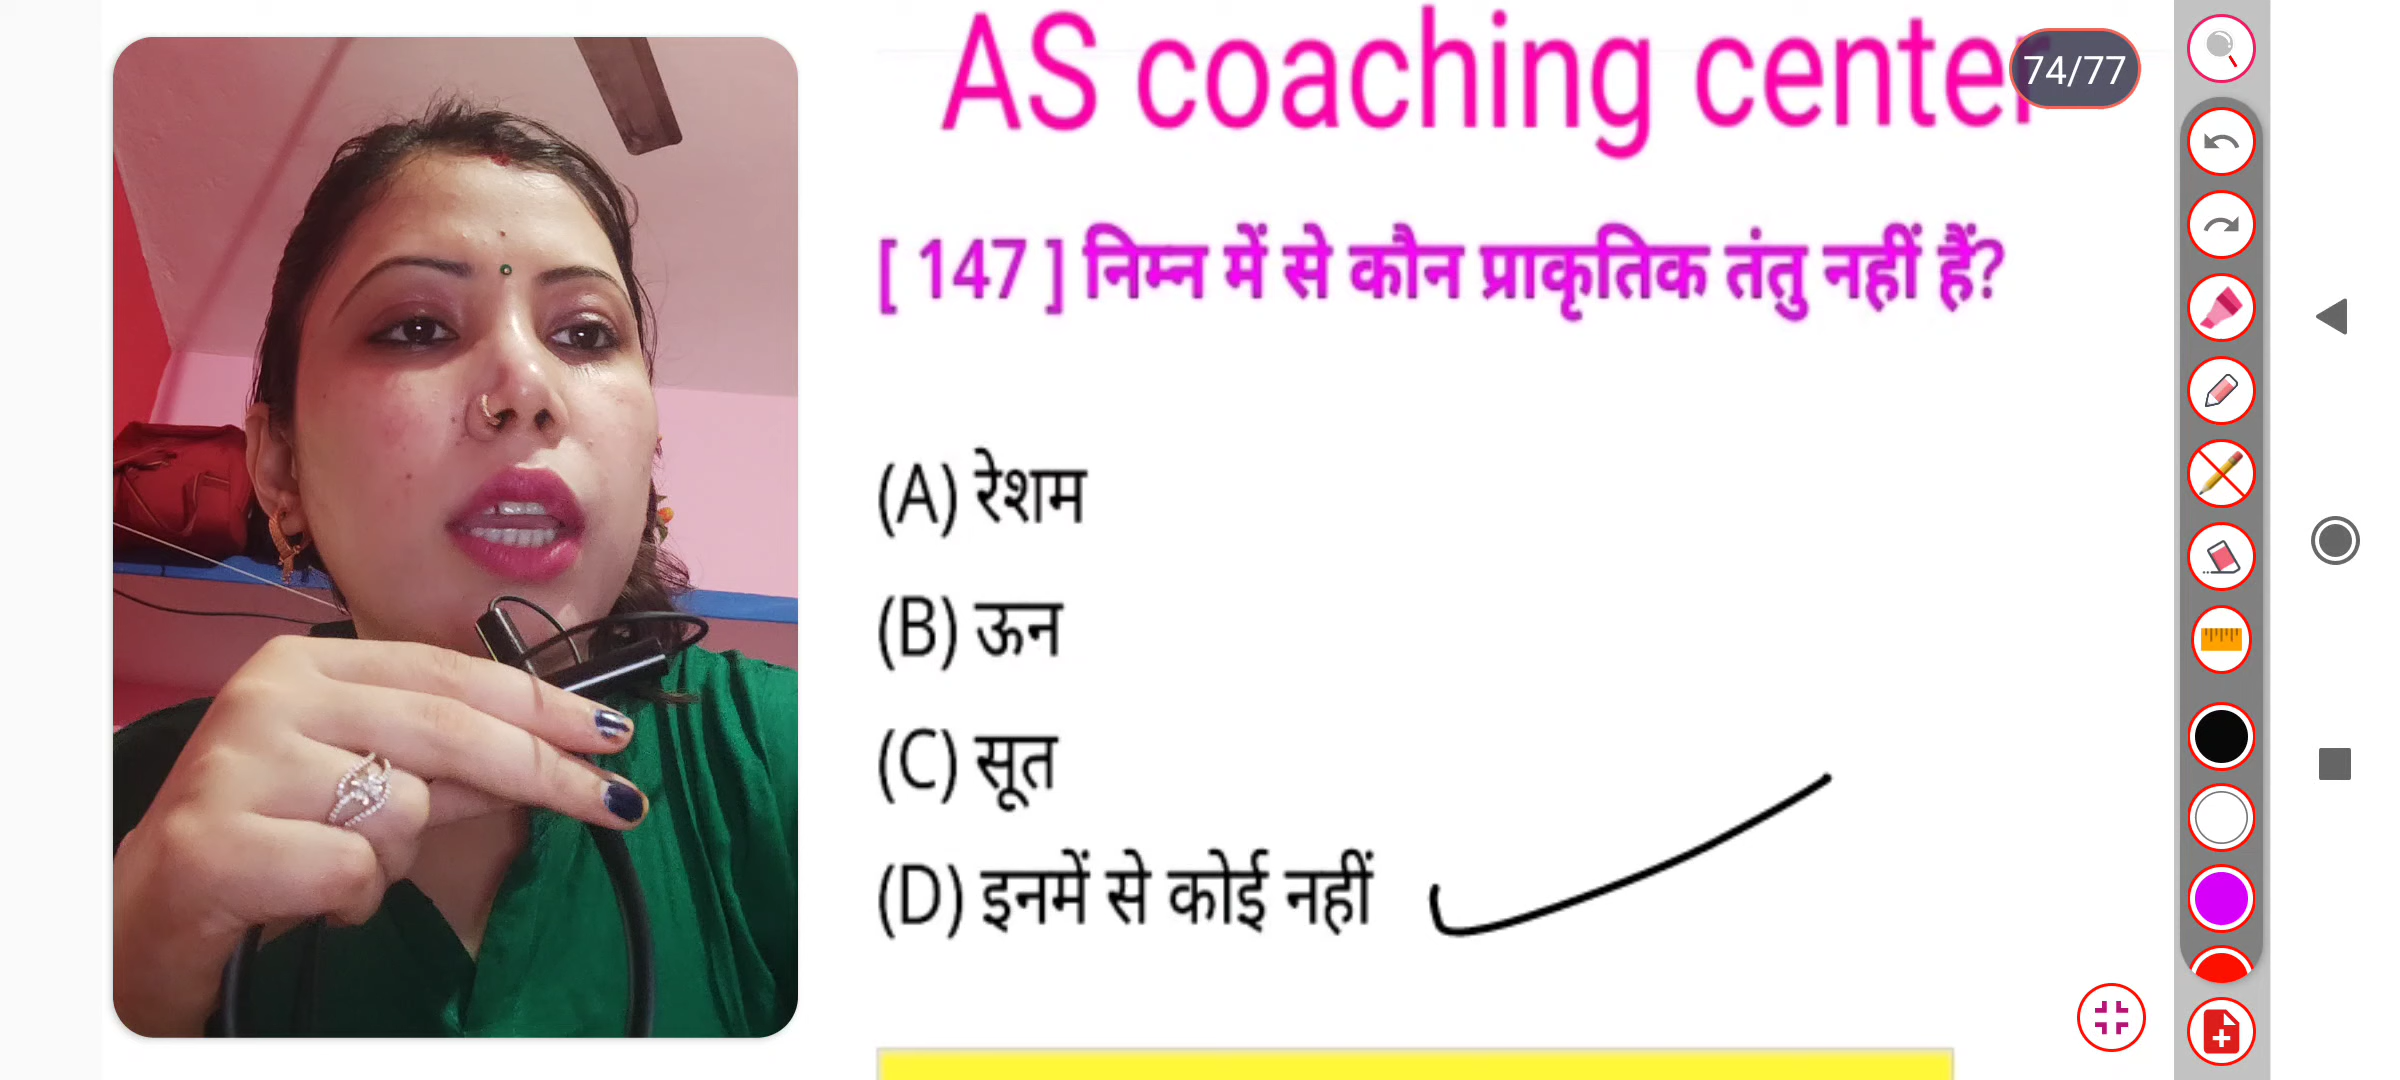 AS coaching center
74/77
[ 147 ] निम्न में से कौन प्राकृतिक तंतु नहीं हैं?
(A) रेशम
(B) ऊन
(C) सूत
(D) इनमें से कोई नहीं